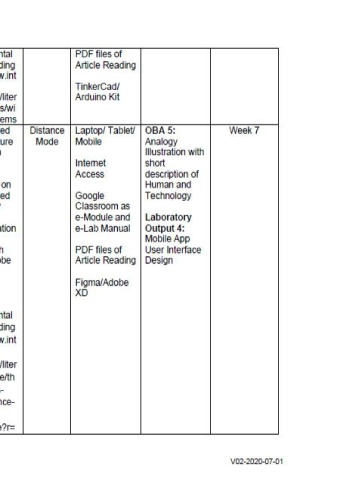 ntal
ding
w.int
/liter
s/wi
ems
PDF files of
Article Reading
TinkerCad/
Arduino Kit
ed
ure
on
ed
ation
h
obe
ntal
ding
w.int
/liter
e/th
-
nce-
e?r=
Distance
Mode
Laptop/ Tablet/
Mobile
Internet
Access
Google
Classroom as
e-Module and
e-Lab Manual
PDF files of
Article Reading
Figma/Adobe
XD
OBA 5:
Analogy
Illustration with
short
description of
Human and
Technology
Laboratory
Output 4:
Mobile App
User Interface
Design
Week 7
V02-2020-07-01